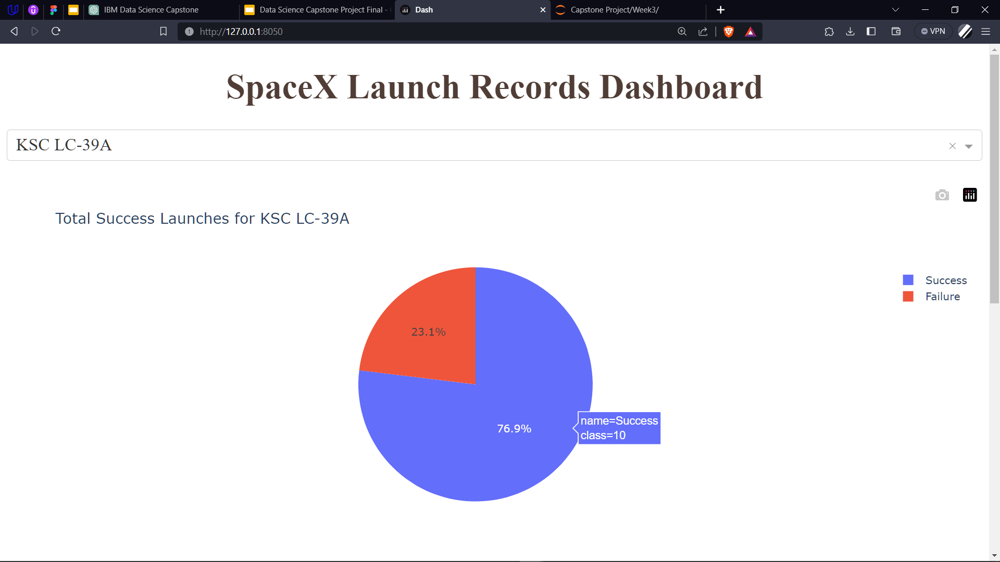 IBM Data Science Capstone
Data Science Capstone Project Final -
Dash
Capstone Project/Week3/
http://127.0.0.1:8050
VPN
SpaceX Launch Records Dashboard
KSC LC-39A
Total Success Launches for KSC LC-39A
Success
Failure
23.1%
76.9%
name=Success
class=10